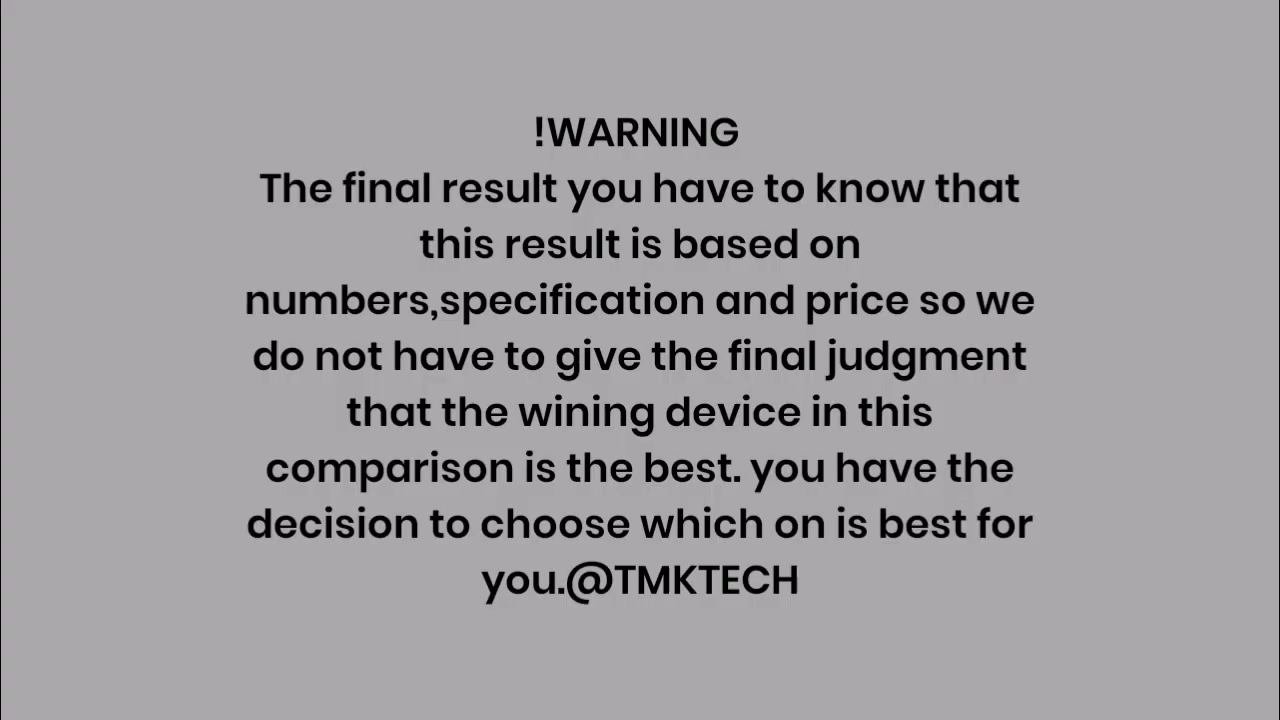 !WARNING
The final result you have to know that
this result is based on
numbers,specification and price so we
do not have to give the final judgment
that the wining device in this
comparison is the best. you have the
decision to choose which on is best for
you.@TMKTECH